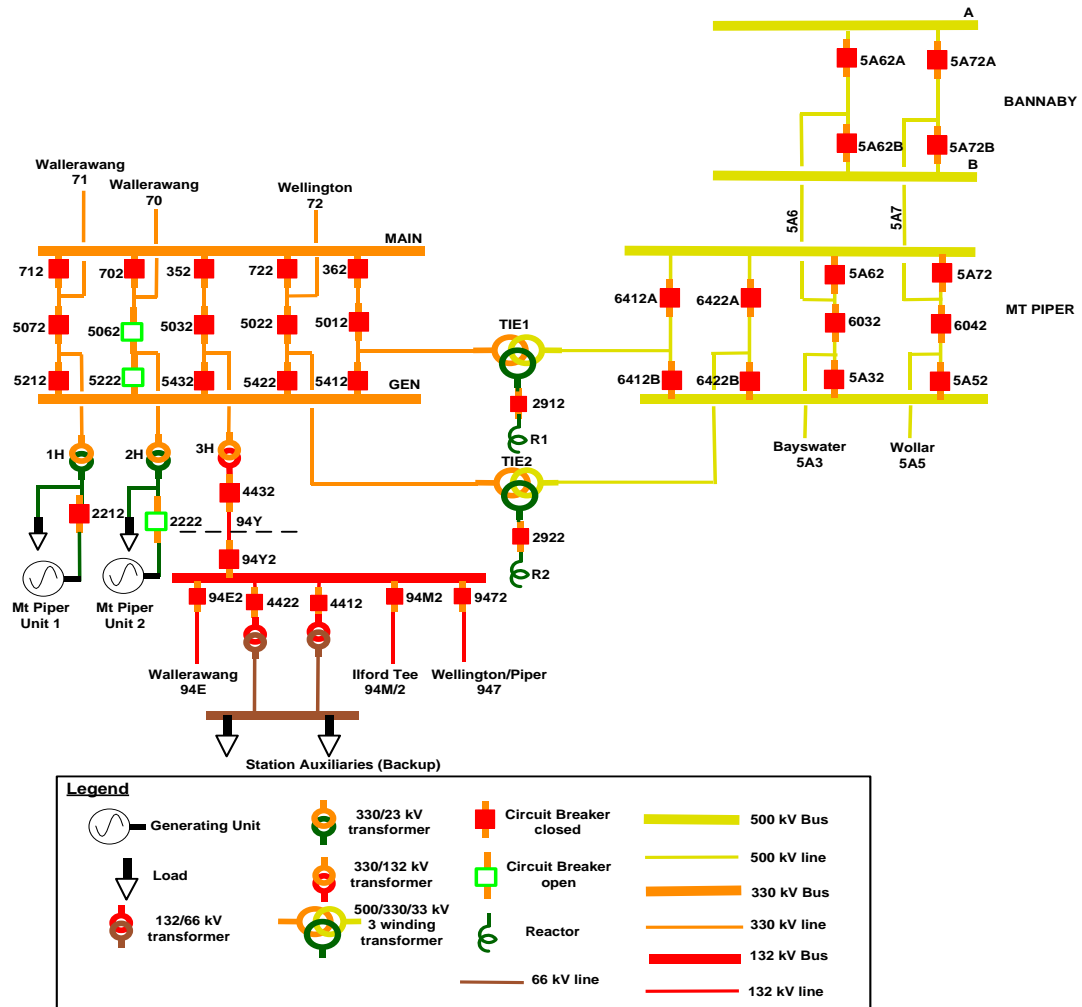 A
5A62A
5A72A
BANNABY
5A62B
5A72B
B
Wallerawang
71
Wallerawang
70
Wellington
72
5A6
5A7
MAIN
712
702
352
722
362
5A62
5A72
6412A
6422A
MT PIPER
5072
5062
5032
5022
5012
TIE1
6032
6042
5212
5222
5432
5422
5412
GEN
6412B
6422B
5A32
5A52
2912
R1
Bayswater
5A3
Wollar
5A5
1H
2H
3H
TIE2
4432
2212
2222
94Y
2922
94Y2
R2
Mt Piper
Unit 1
Mt Piper
Unit 2
94E2
4422
4412
94M2
9472
Wallerawang
94E
Ilford Tee
94M/2
Wellington/Piper
947
Station Auxiliaries (Backup)
Legend
Generating Unit
330/23 kV
transformer
Circuit Breaker
closed
500 kV Bus
500 kV line
Load
330/132 kV
transformer
Circuit Breaker
open
330 kV Bus
132/66 kV
transformer
500/330/33 kV
3 winding
transformer
Reactor
330 kV line
132 kV Bus
66 kV line
132 kV line